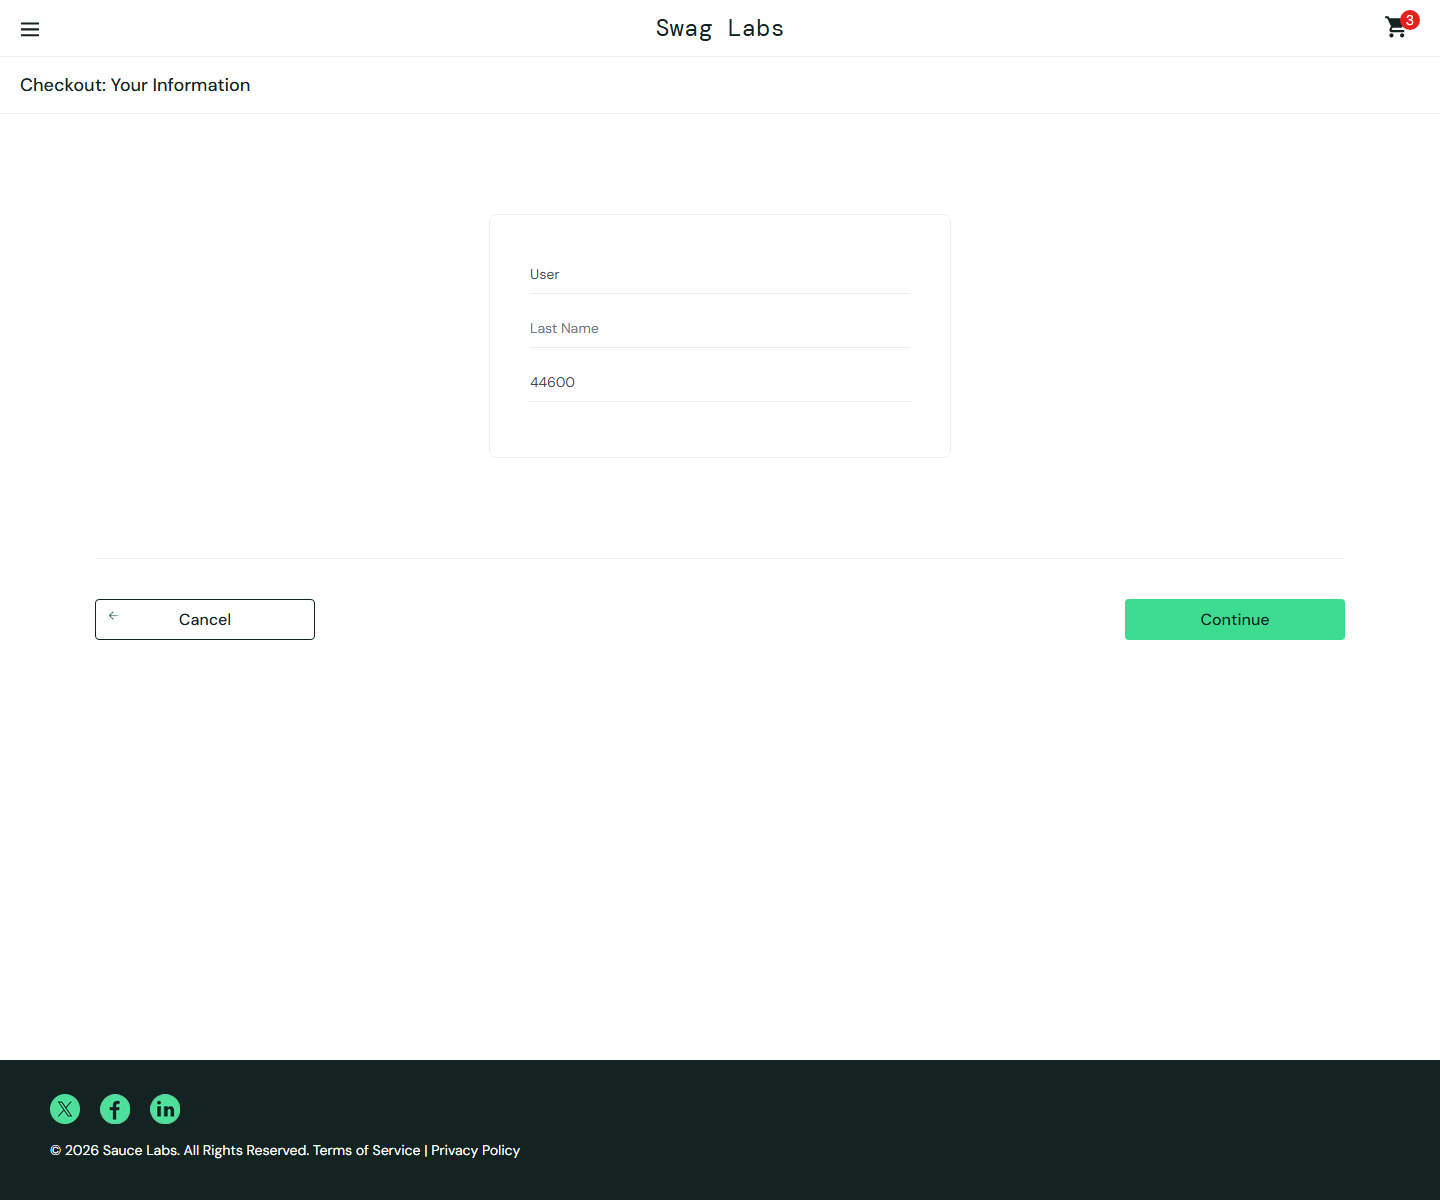 Swag Labs
3
Checkout: Your Information
User
Last Name
44600
Cancel
Continue
© 2026 Sauce Labs. All Rights Reserved. Terms of Service | Privacy Policy